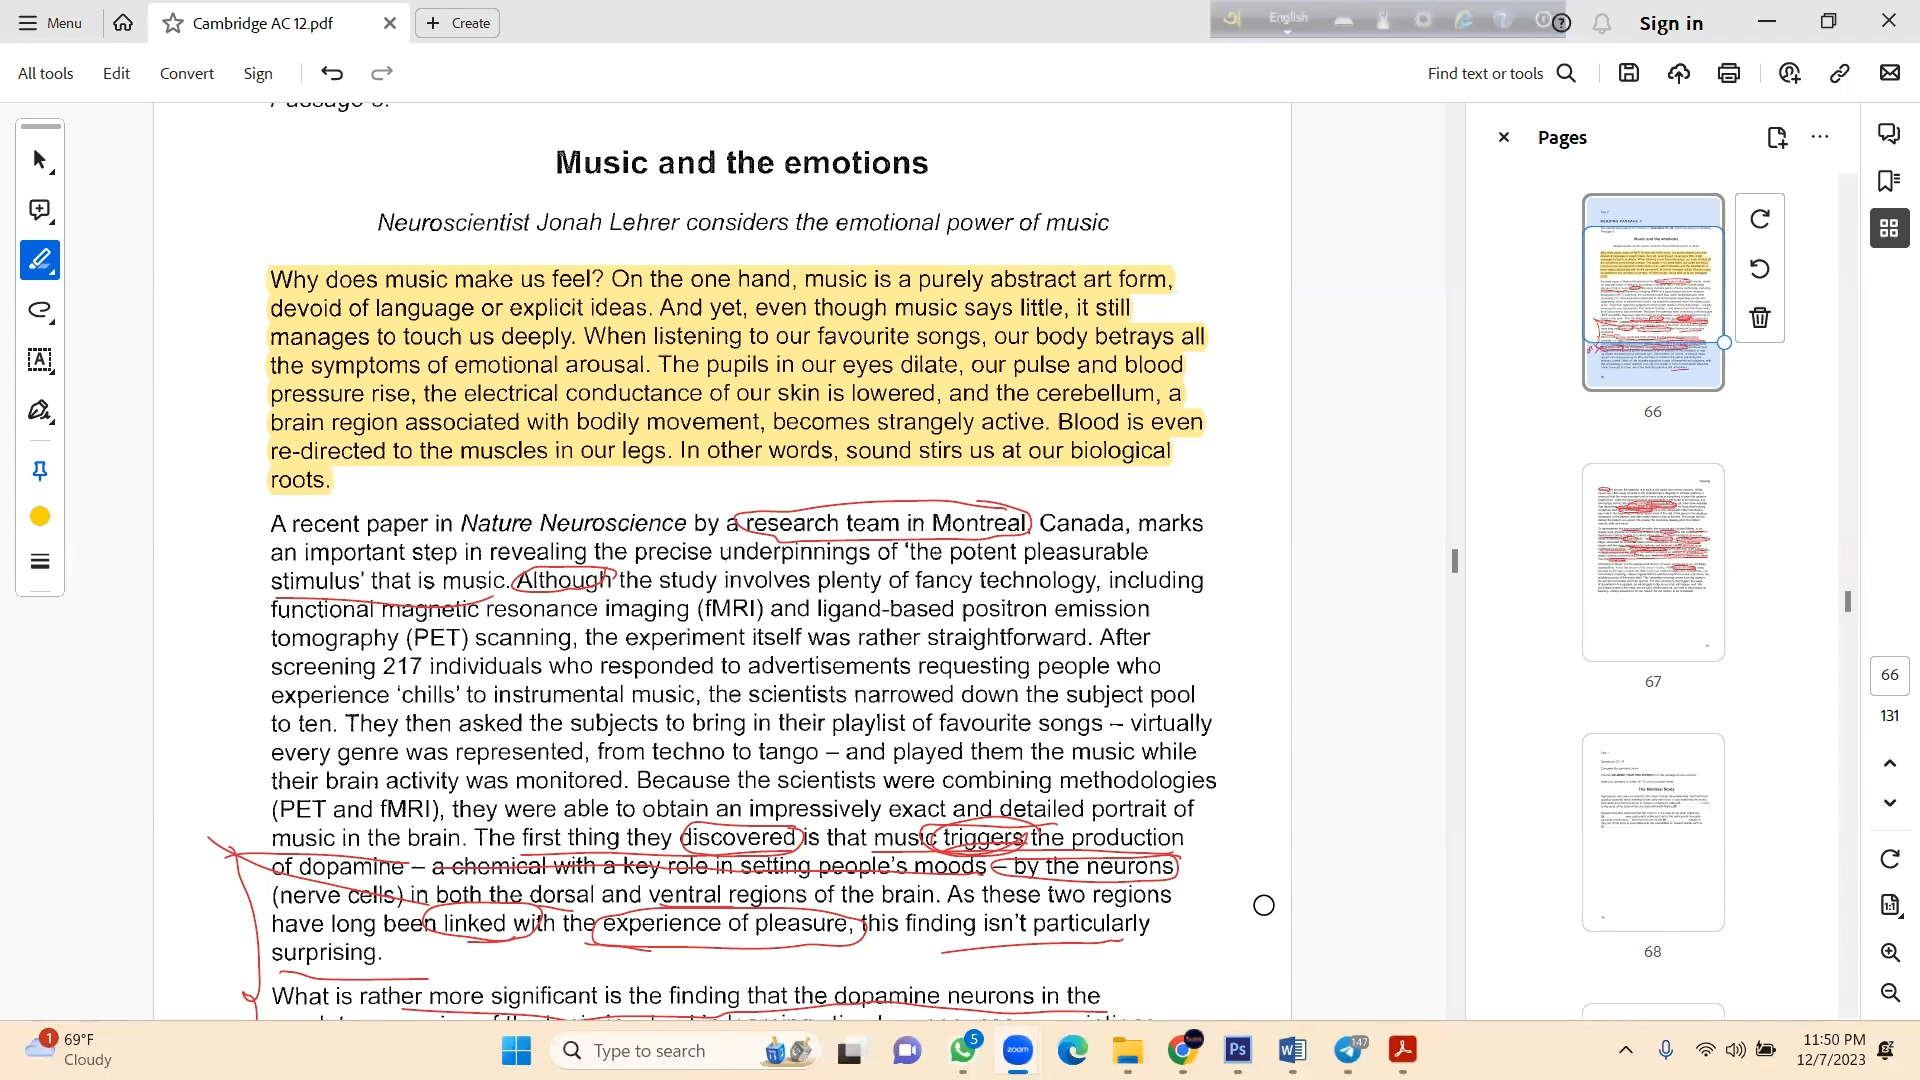 Menu
Cambridge AC 12.pdf
Create
English
Sign in
All tools
Edit
Convert
Sign
Find text or tools
Passage 3.
Music and the emotions
Neuroscientist Jonah Lehrer considers the emotional power of music
Why does music make us feel? On the one hand, music is a purely abstract art form,
devoid of language or explicit ideas. And yet, even though music says little, it still
manages to touch us deeply. When listening to our favourite songs, our body betrays all
the symptoms of emotional arousal. The pupils in our eyes dilate, our pulse and blood
pressure rise, the electrical conductance of our skin is lowered, and the cerebellum, a
brain region associated with bodily movement, becomes strangely active. Blood is even
re-directed to the muscles in our legs. In other words, sound stirs us at our biological
roots.
A recent paper in Nature Neuroscience by a research team in Montreal, Canada, marks
an important step in revealing the precise underpinnings of ‘the potent pleasurable
stimulus’ that is music. Although the study involves plenty of fancy technology, including
functional magnetic resonance imaging (fMRI) and ligand-based positron emission
tomography (PET) scanning, the experiment itself was rather straightforward. After
screening 217 individuals who responded to advertisements requesting people who
experience ‘chills’ to instrumental music, the scientists narrowed down the subject pool
to ten. They then asked the subjects to bring in their playlist of favourite songs – virtually
every genre was represented, from techno to tango – and played them the music while
their brain activity was monitored. Because the scientists were combining methodologies
(PET and fMRI), they were able to obtain an impressively exact and detailed portrait of
music in the brain. The first thing they discovered is that music triggers the production
of dopamine – a chemical with a key role in setting people’s moods – by the neurons
(nerve cells) in both the dorsal and ventral regions of the brain. As these two regions
have long been linked with the experience of pleasure, this finding isn’t particularly
surprising.
What is rather more significant is the finding that the dopamine neurons in the
Pages
66
67
68
66
131
1:1
1
69°F
Cloudy
Type to search
5
zoom
Ps
147
11:50 PM
12/7/2023